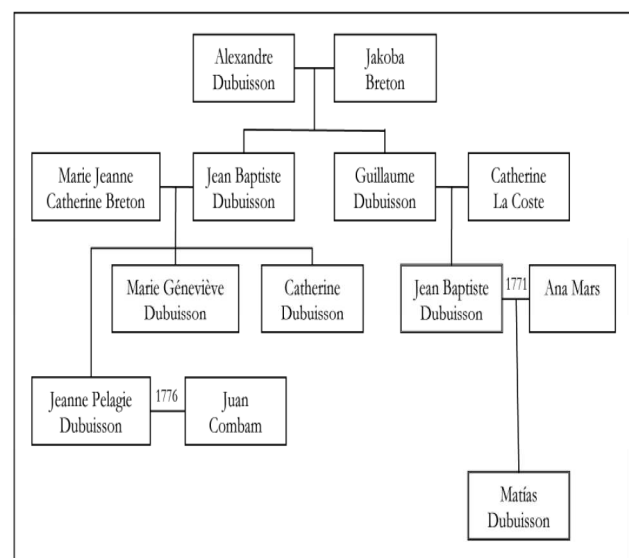 Alexandre
Dubuisson
Jakoba
Breton
Marie Jeanne
Catherine Breton
Jean Baptiste
Dubuisson
Guillaume
Dubuisson
Catherine
La Coste
Marie Géneviève
Dubuisson
Catherine
Dubuisson
Jean Baptiste
Dubuisson
1771
Ana Mars
Jeanne Pelagie
Dubuisson
1776
Juan
Combam
Matías
Dubuisson